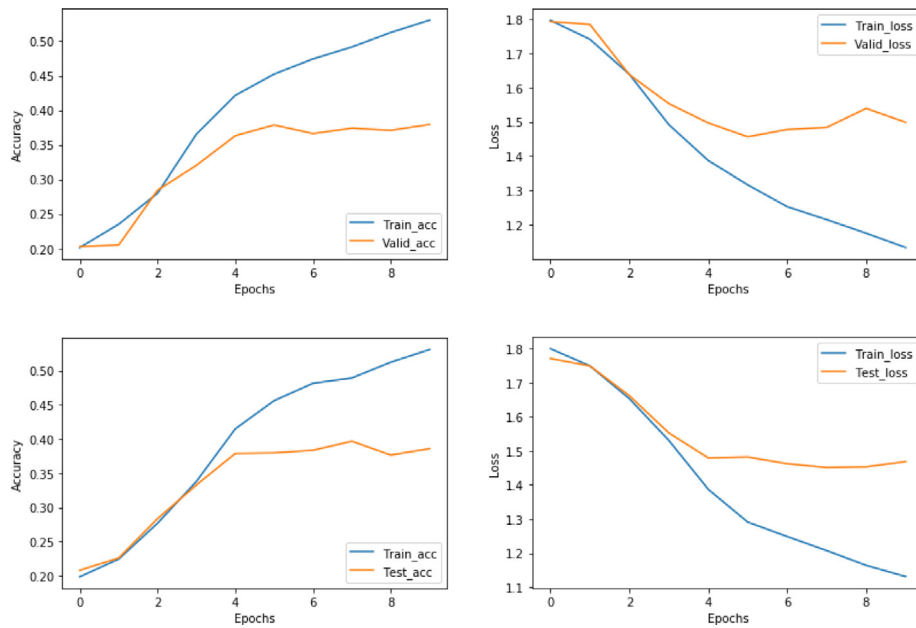 0.50
0.45
0.40
0.35
0.30
0.25
0.20
Accuracy
0 2 4 6 8
Epochs
Train_acc
Valid_acc
1.8
1.7
1.6
1.5
1.4
1.3
1.2
Loss
0 2 4 6 8
Epochs
Train_loss
Valid_loss
0.50
0.45
0.40
0.35
0.30
0.25
0.20
Accuracy
0 2 4 6 8
Epochs
Train_acc
Test_acc
1.8
1.7
1.6
1.5
1.4
1.3
1.2
1.1
Loss
0 2 4 6 8
Epochs
Train_loss
Test_loss